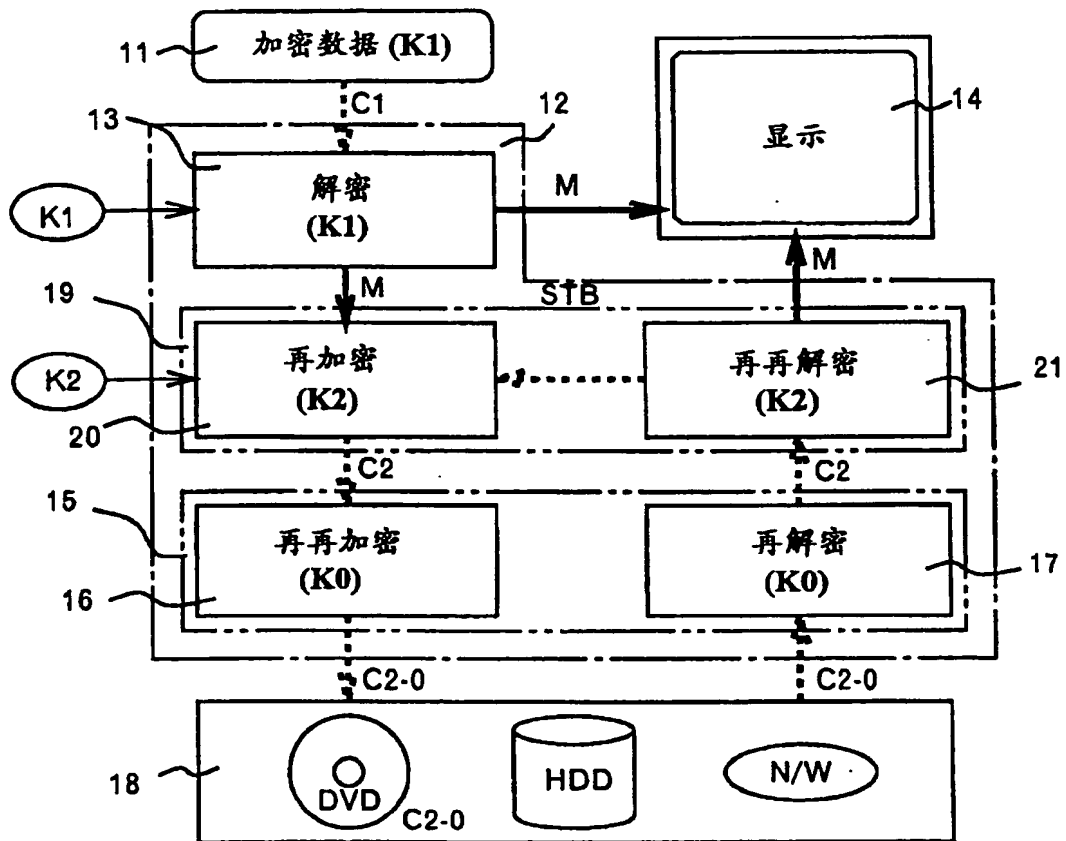 11
加密数据 (K1)
C1
12
13
解密
(K1)
K1
M
显示
14
M
M
STB
19
再加密
(K2)
K2
20
再再解密
(K2)
21
C2
C2
15
再再加密
(K0)
16
再解密
(K0)
17
C2-0
C2-0
18
DVD
C2-0
HDD
N/W